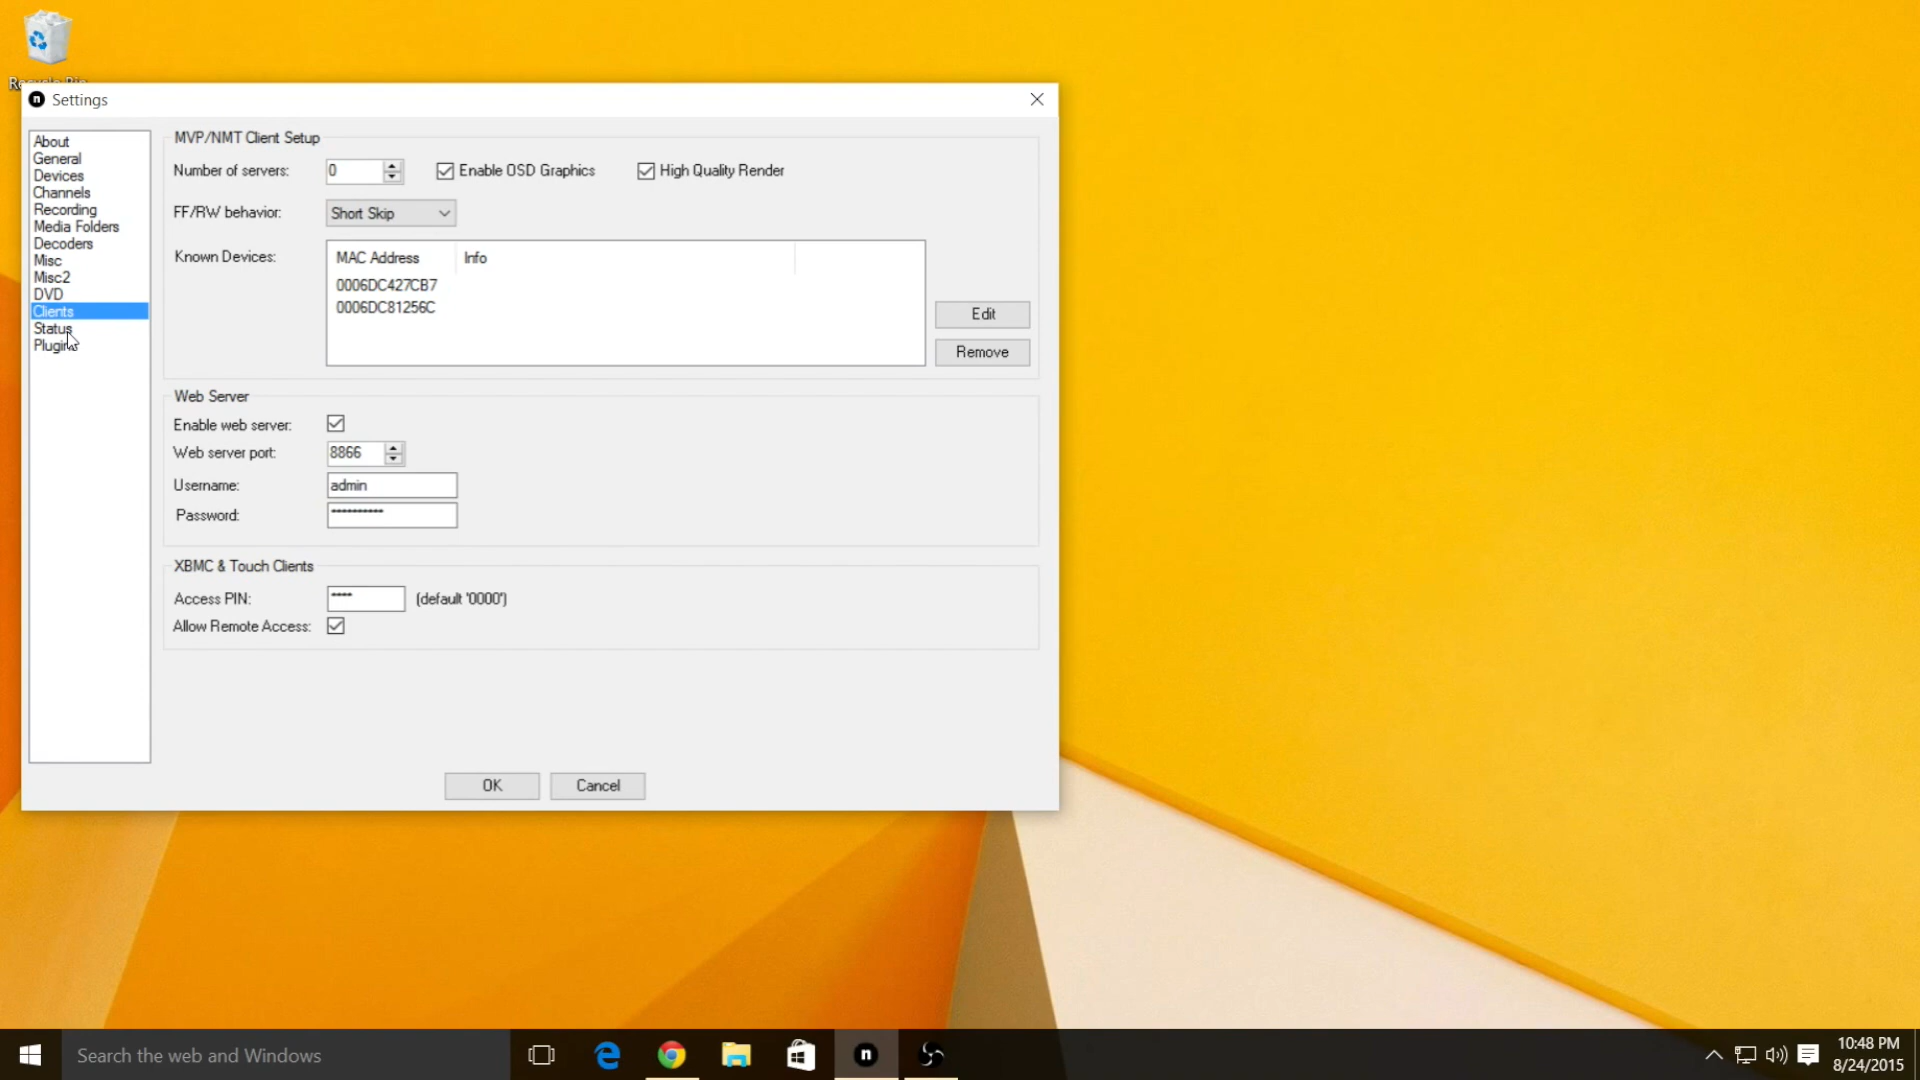 Recycle Bin
Settings
About
General
Devices
Channels
Recording
Media Folders
Decoders
Misc
Misc2
DVD
Clients
Status
Plugins
MVP/NMT Client Setup
Number of servers: 0 Enable OSD Graphics High Quality Render
FF/RW behavior: Short Skip
Known Devices: MAC Address Info
0006DC427CB7
0006DC81256C
Edit
Remove
Web Server
Enable web server:
Web server port: 8866
Username: admin
Password: **********
XBMC & Touch Clients
Access PIN: **** (default '0000')
Allow Remote Access:
OK Cancel
Search the web and Windows
10:48 PM
8/24/2015